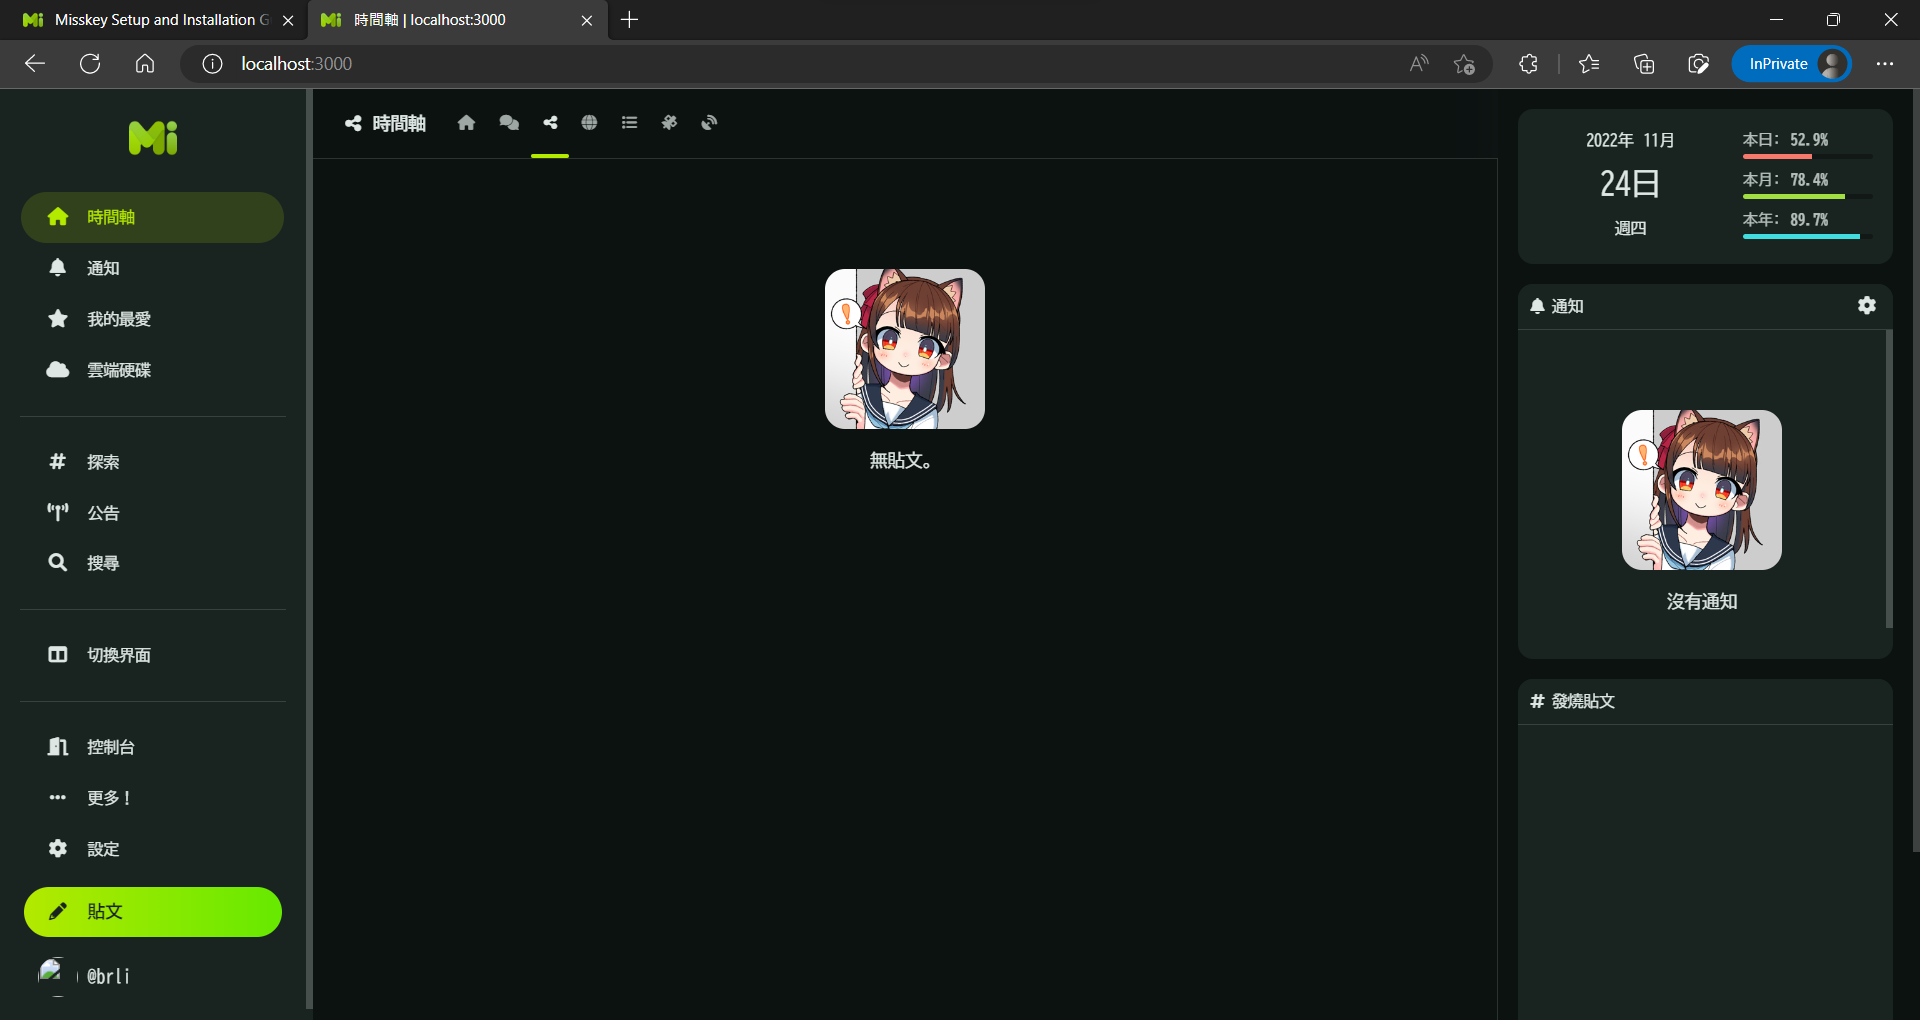 Misskey Setup and Installation G
時間軸 | localhost:3000
localhost:3000
InPrivate
Mi
時間軸
通知
我的最愛
雲端硬碟
探索
公告
搜尋
切換界面
控制台
更多！
設定
貼文
@brli
時間軸
無貼文。
2022年 11月
24日
週四
本日: 52.9%
本月: 78.4%
本年: 89.7%
通知
沒有通知
發燒貼文